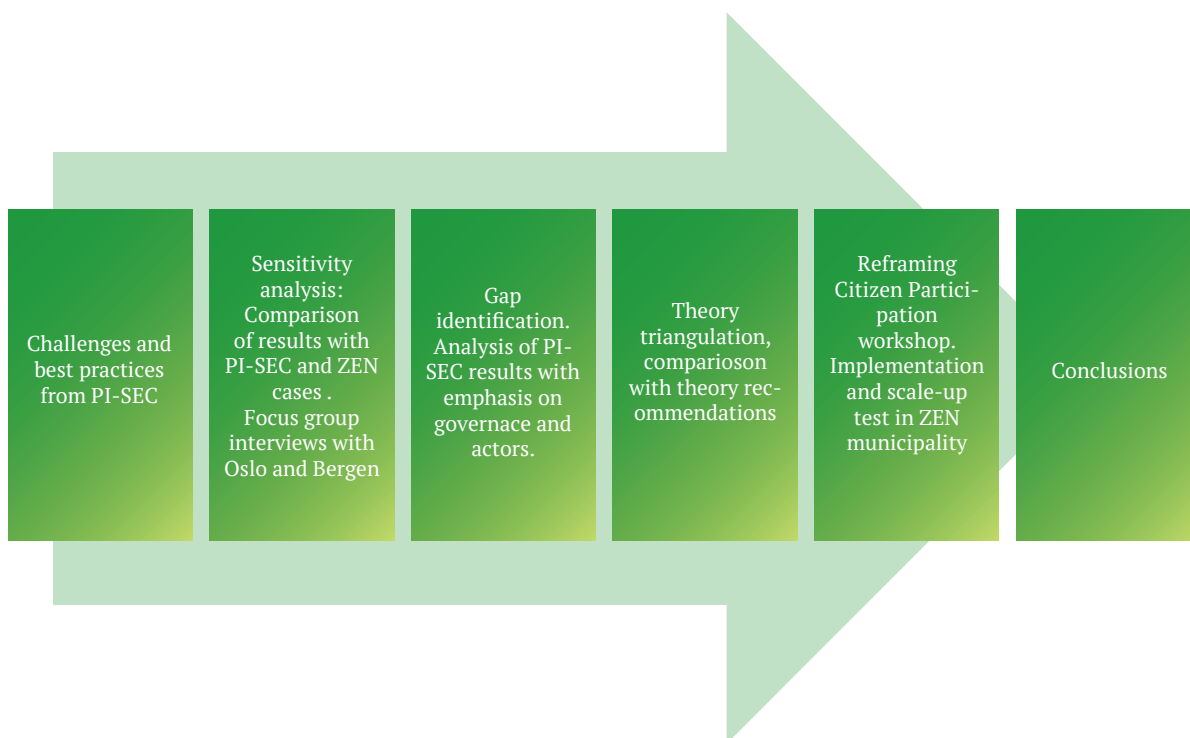 Challenges and
best practices
from PI-SEC
Sensitivity
analysis:
Comparison
of results with
PI-SEC and ZEN
cases .
Focus group
interviews with
Oslo and Bergen
Gap
identification.
Analysis of PI-
SEC results with
emphasis on
governace and
actors.
Theory
triangulation,
comparioson
with theory rec-
ommendations
Reframing
Citizen Partici-
pation
workshop.
Implementation
and scale-up
test in ZEN
municipality
Conclusions